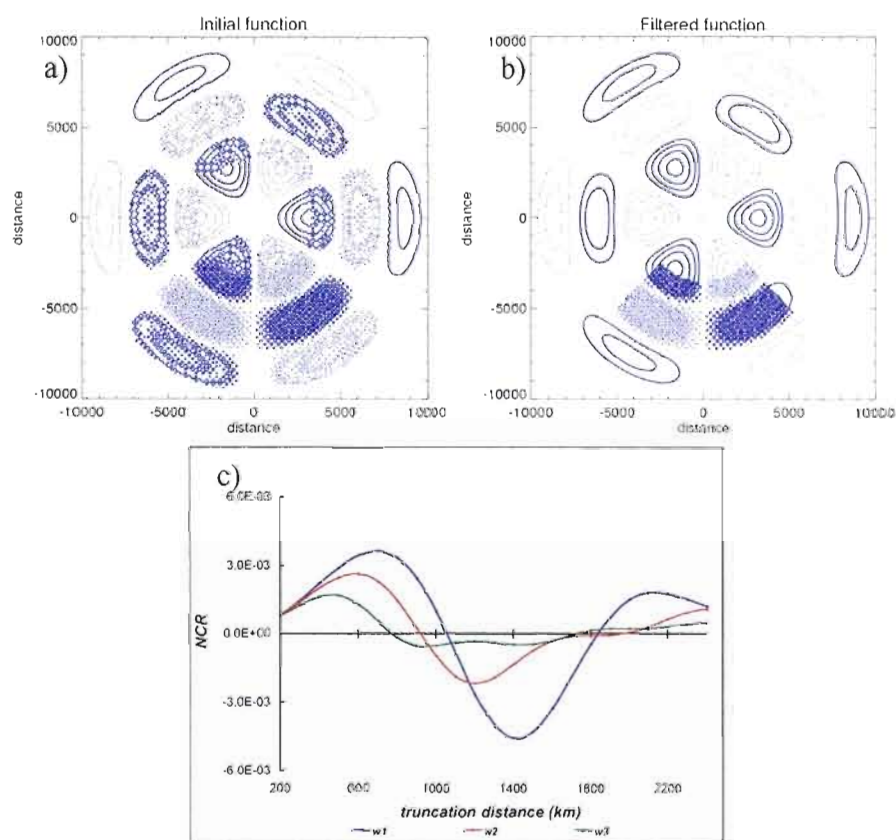 Initial function
Filtered function
a)
b)
10000
5000
0
-5000
-10000
distance
-10000 -5000 0 5000 10000
distance
10000
5000
0
-5000
-10000
distance
-10000 -5000 0 5000 10000
distance
c)
6.0E-03
3.0E-03
0.0E+00
-3.0E-03
-6.0E-03
NCR
200 600 1000 1400 1800 2200
truncation distance (km)
w1 w2 w3